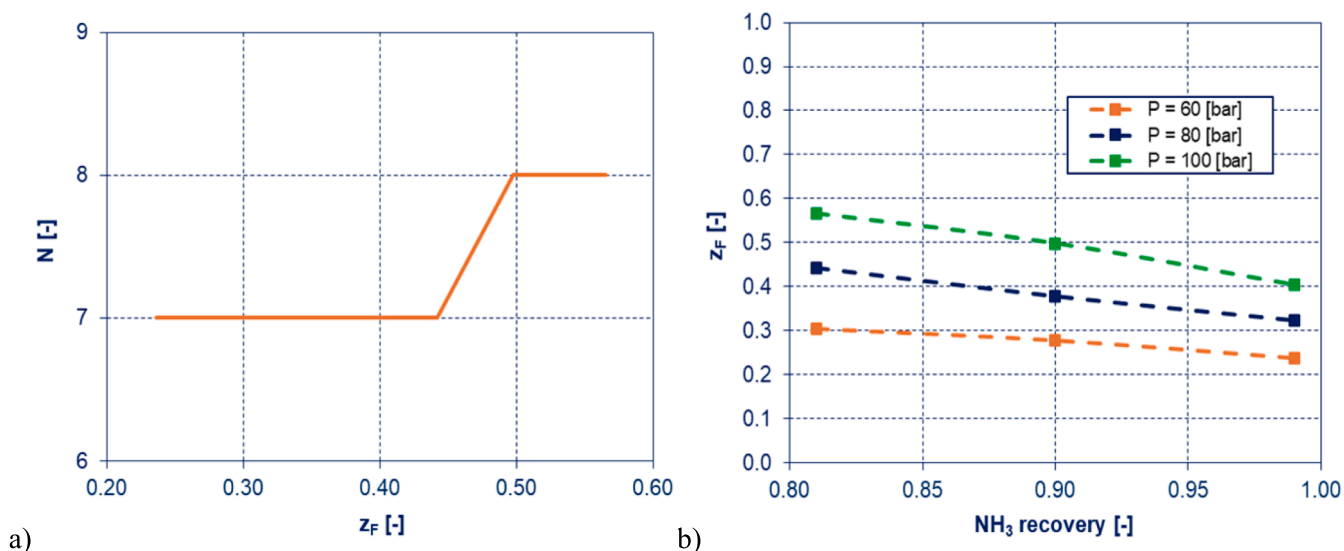 9
8
7
6
N [-]
0.20 0.30 0.40 0.50 0.60
z_F [-]
a)
1.0
0.9
0.8
0.7
0.6
0.5
0.4
0.3
0.2
0.1
0.0
z_F [-]
P = 60 [bar]
P = 80 [bar]
P = 100 [bar]
0.80 0.85 0.90 0.95 1.00
NH₃ recovery [-]
b)